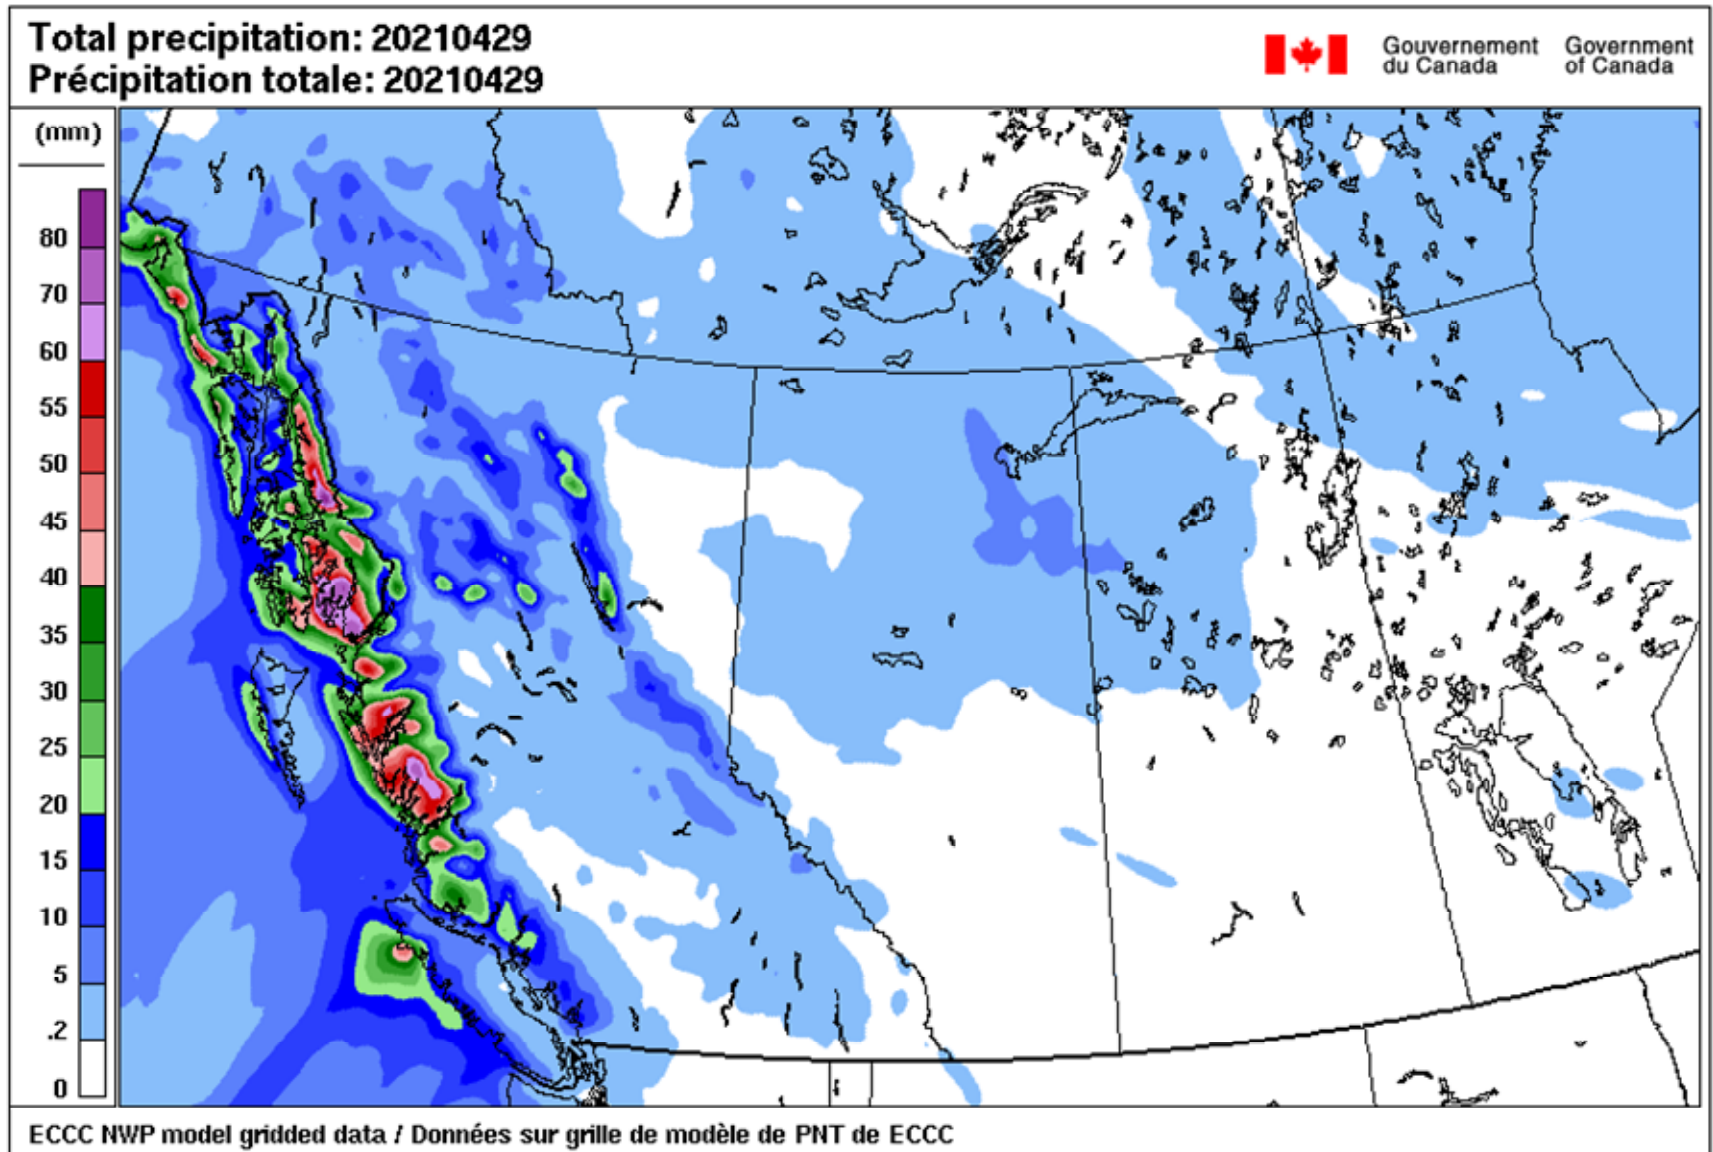 Total precipitation: 20210429
Précipitation totale: 20210429
Gouvernement du Canada
Government of Canada
(mm)
80
70
60
55
50
45
40
35
30
25
20
15
10
5
.2
0
ECCC NWP model gridded data / Données sur grille de modèle de PNT de ECCC